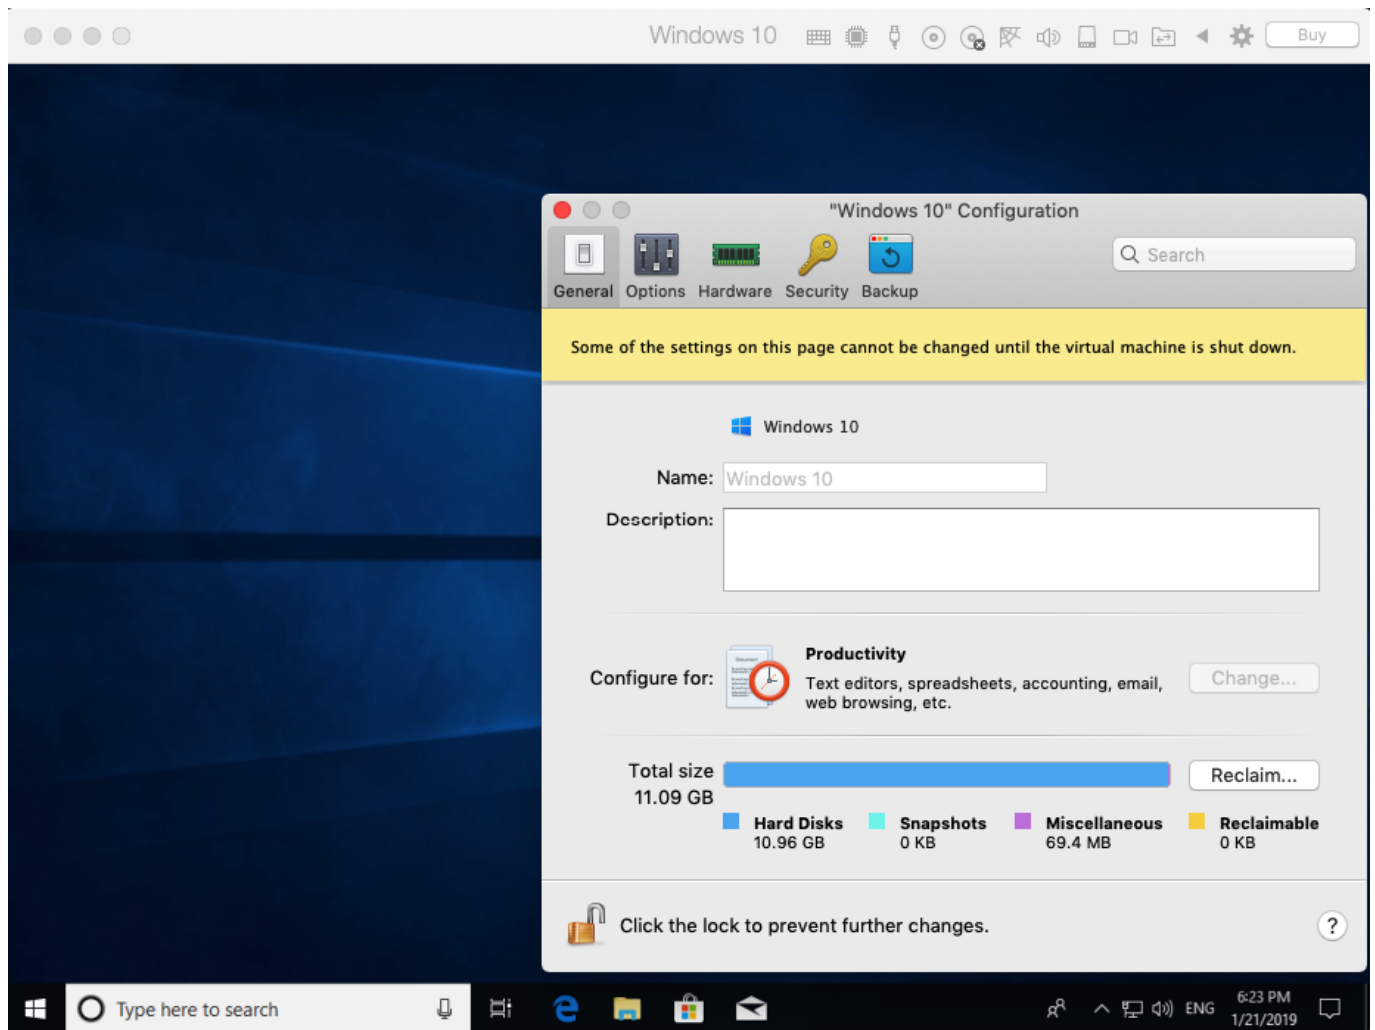 Windows 10
Buy
"Windows 10" Configuration
General Options Hardware Security Backup
Search
Some of the settings on this page cannot be changed until the virtual machine is shut down.
Windows 10
Name: Windows 10
Description:
Configure for:
Productivity
Text editors, spreadsheets, accounting, email,
web browsing, etc.
Change...
Total size
11.09 GB
Reclaim...
Hard Disks Snapshots Miscellaneous Reclaimable
10.96 GB 0 KB 69.4 MB 0 KB
Click the lock to prevent further changes.
?
Type here to search
ENG
6:23 PM
1/21/2019